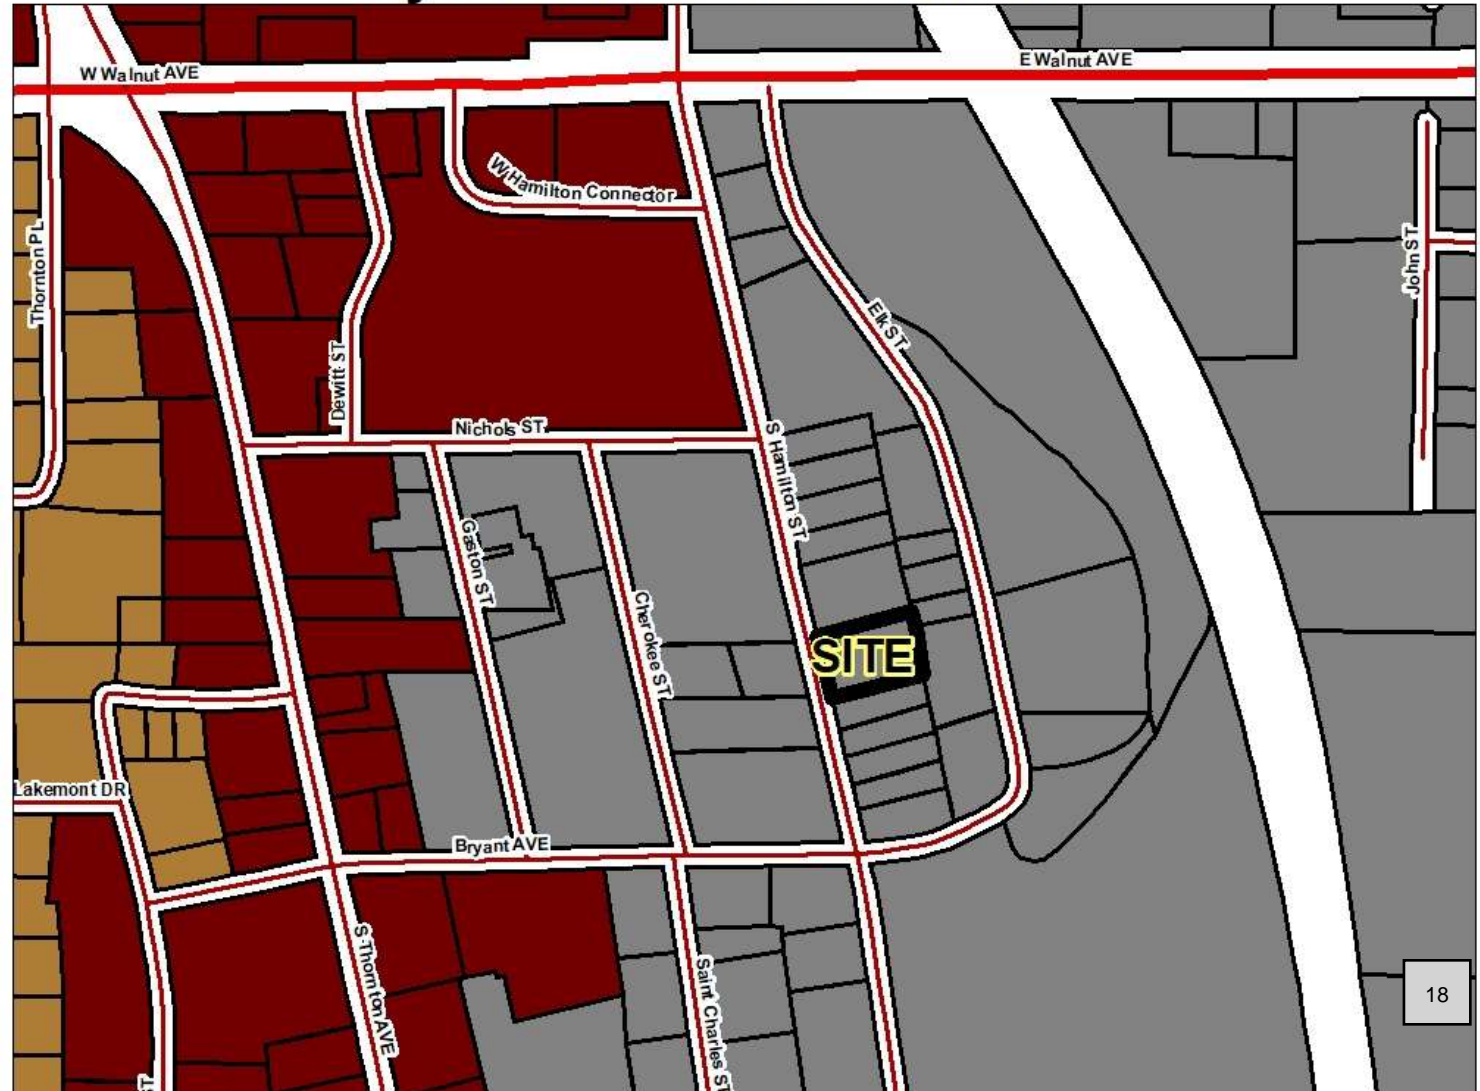 W Walnut AVE
E Walnut AVE
W Hamilton Connector
Thornton PL
John ST
Elk ST
Dewitt ST
Nichols ST
S Hamilton ST
Gaston ST
Cherokee ST
SITE
Lakemont DR
Bryant AVE
S Thornton AVE
Saint Charles ST
18
ST